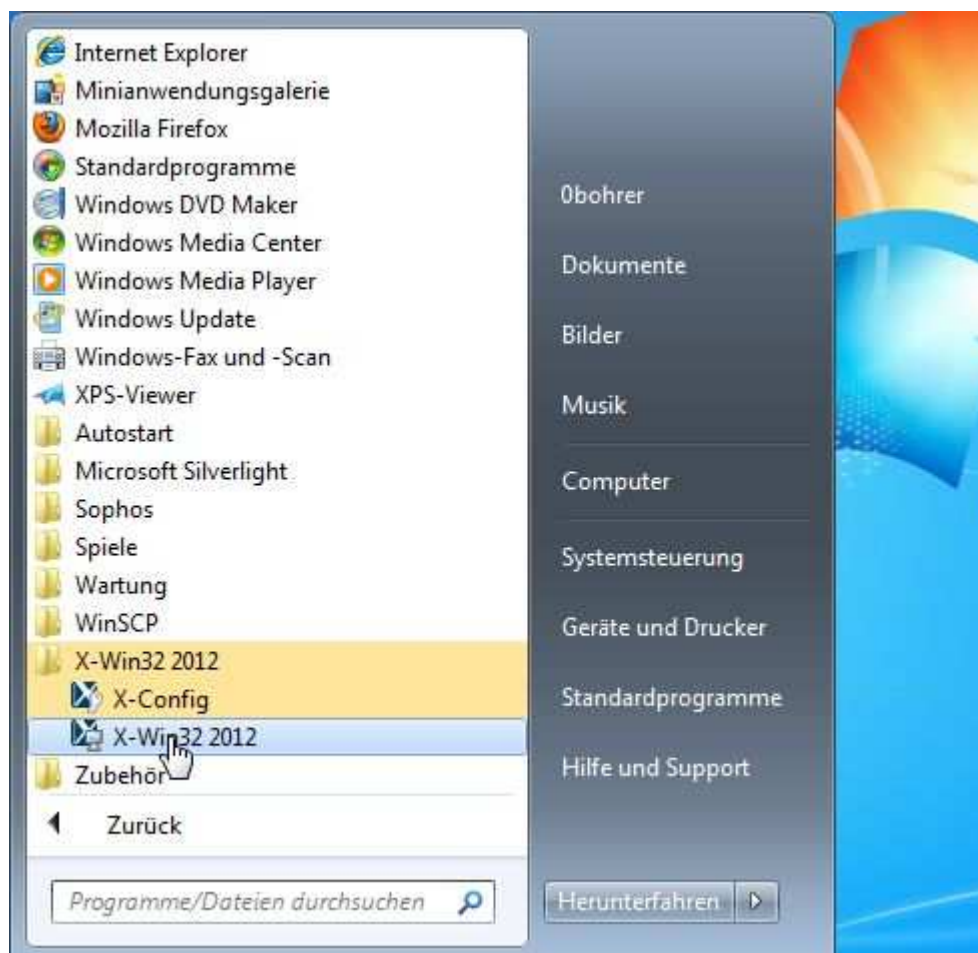 Internet Explorer
Minianwendungsgalerie
Mozilla Firefox
Standardprogramme
Windows DVD Maker
Windows Media Center
Windows Media Player
Windows Update
Windows-Fax und -Scan
XPS-Viewer
Autostart
Microsoft Silverlight
Sophos
Spiele
Wartung
WinSCP
X-Win32 2012
X-Config
X-Win32 2012
Zubehör
Zurück
Programme/Dateien durchsuchen
0bohrer
Dokumente
Bilder
Musik
Computer
Systemsteuerung
Geräte und Drucker
Standardprogramme
Hilfe und Support
Herunterfahren